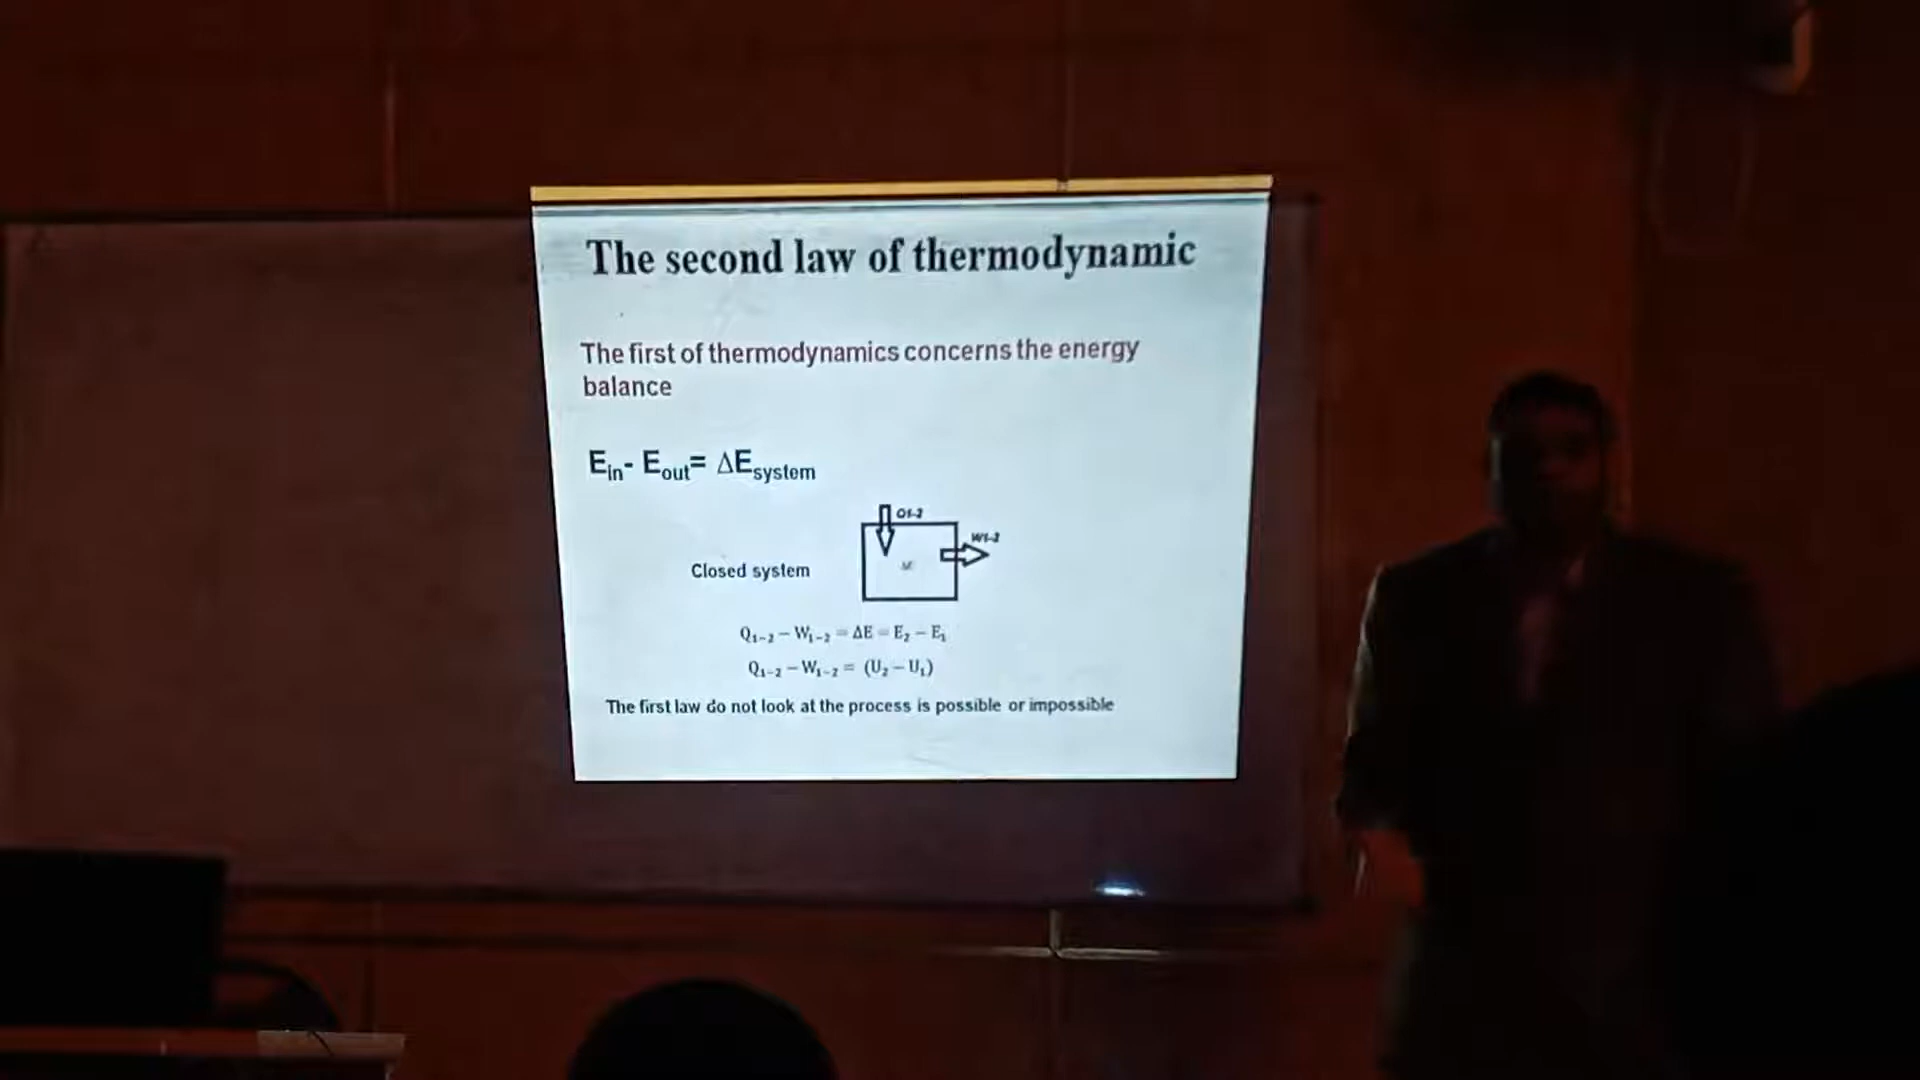 The second law of thermodynamic
The first of thermodynamics concerns the energy
balance
Ein- Eout= ΔEsystem
Q1-2
W1-2
M
Closed system
Q₁₋₂ − W₁₋₂ = ΔE = E₂ − E₁
Q₁₋₂ − W₁₋₂ = (U₂ − U₁)
The first law do not look at the process is possible or impossible